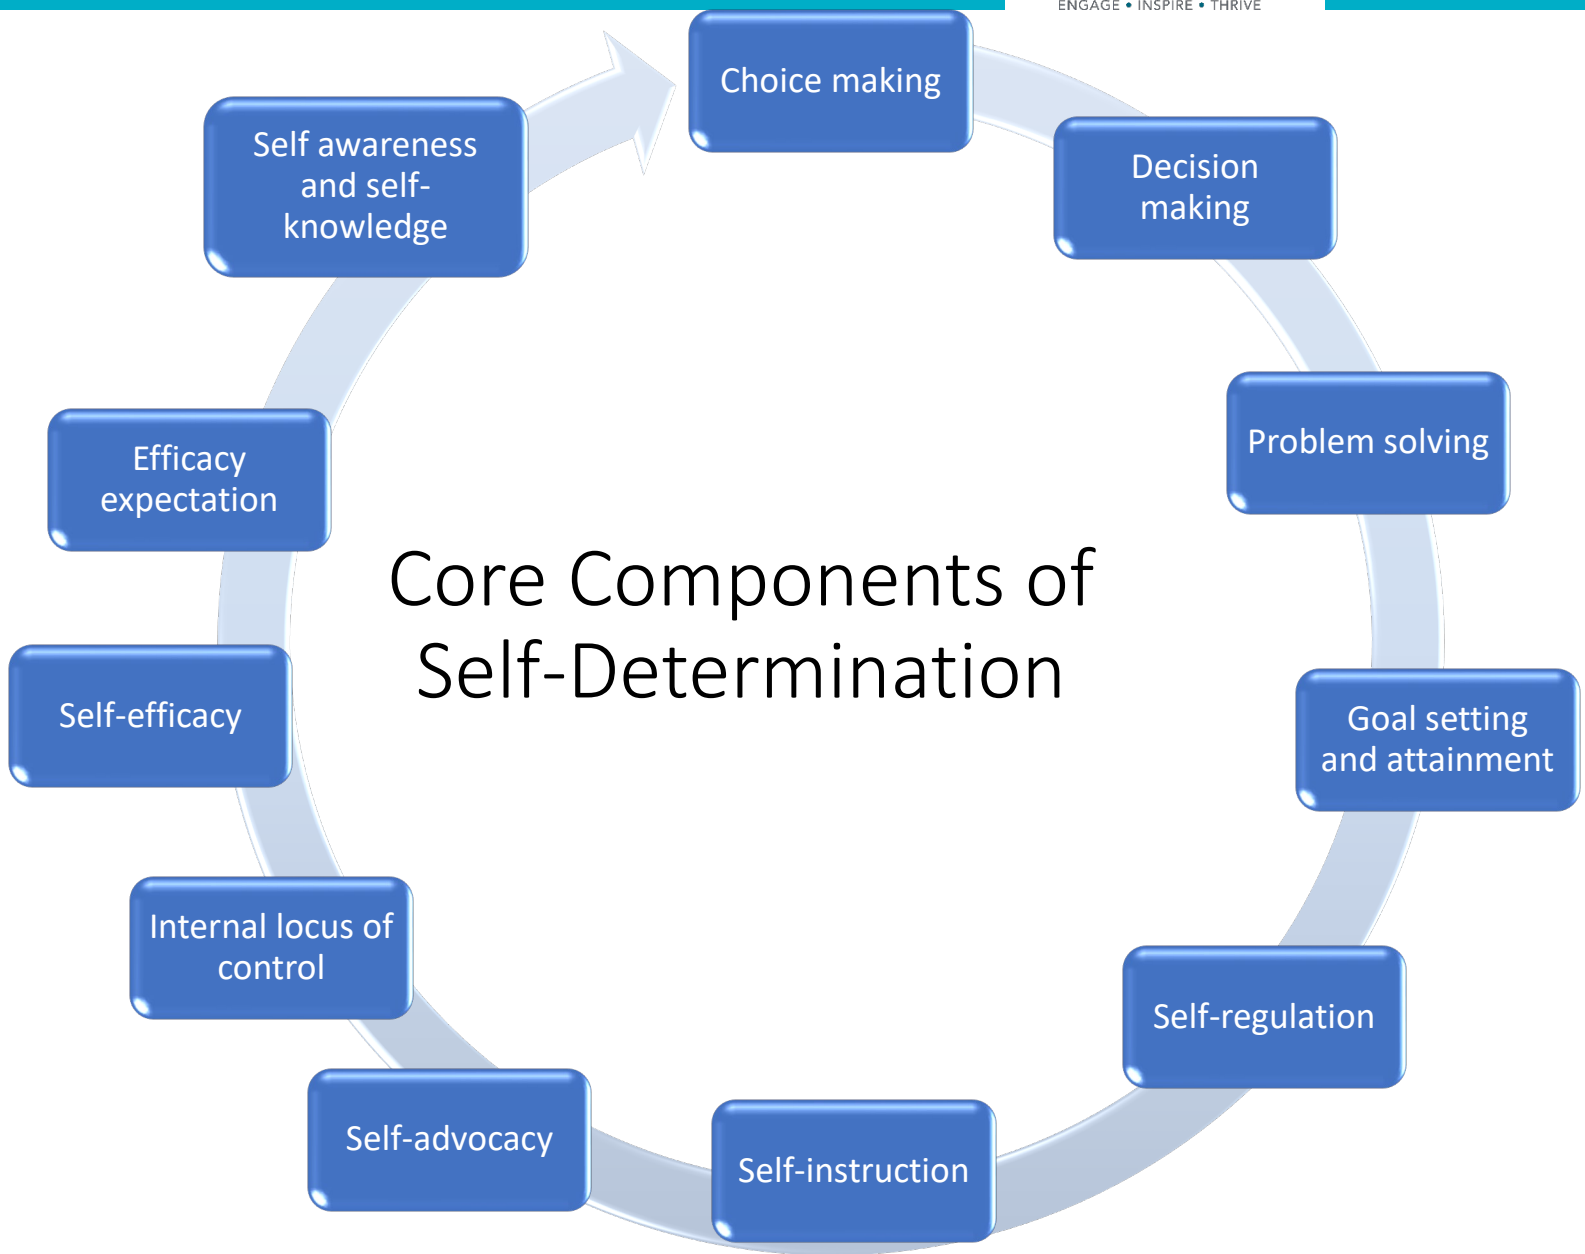 ENGAGE • INSPIRE • THRIVE
Choice making
Decision
making
Problem solving
Goal setting
and attainment
Self-regulation
Self-instruction
Self-advocacy
Internal locus of
control
Self-efficacy
Efficacy
expectation
Self awareness
and self-
knowledge
Core Components of
Self-Determination